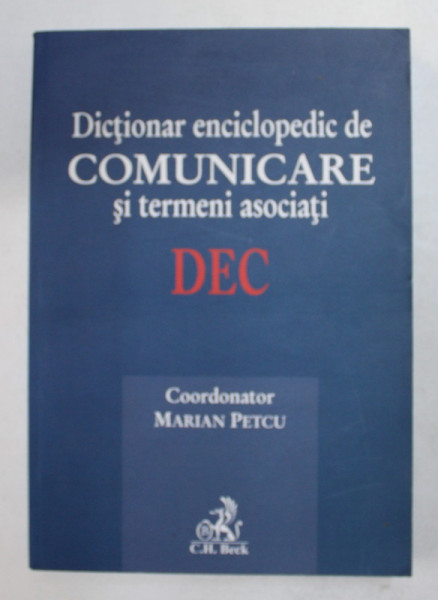 Dicţionar enciclopedic de
COMUNICARE
şi termeni asociaţi
DEC
Coordonator
MARIAN PETCU
C.H. Beck